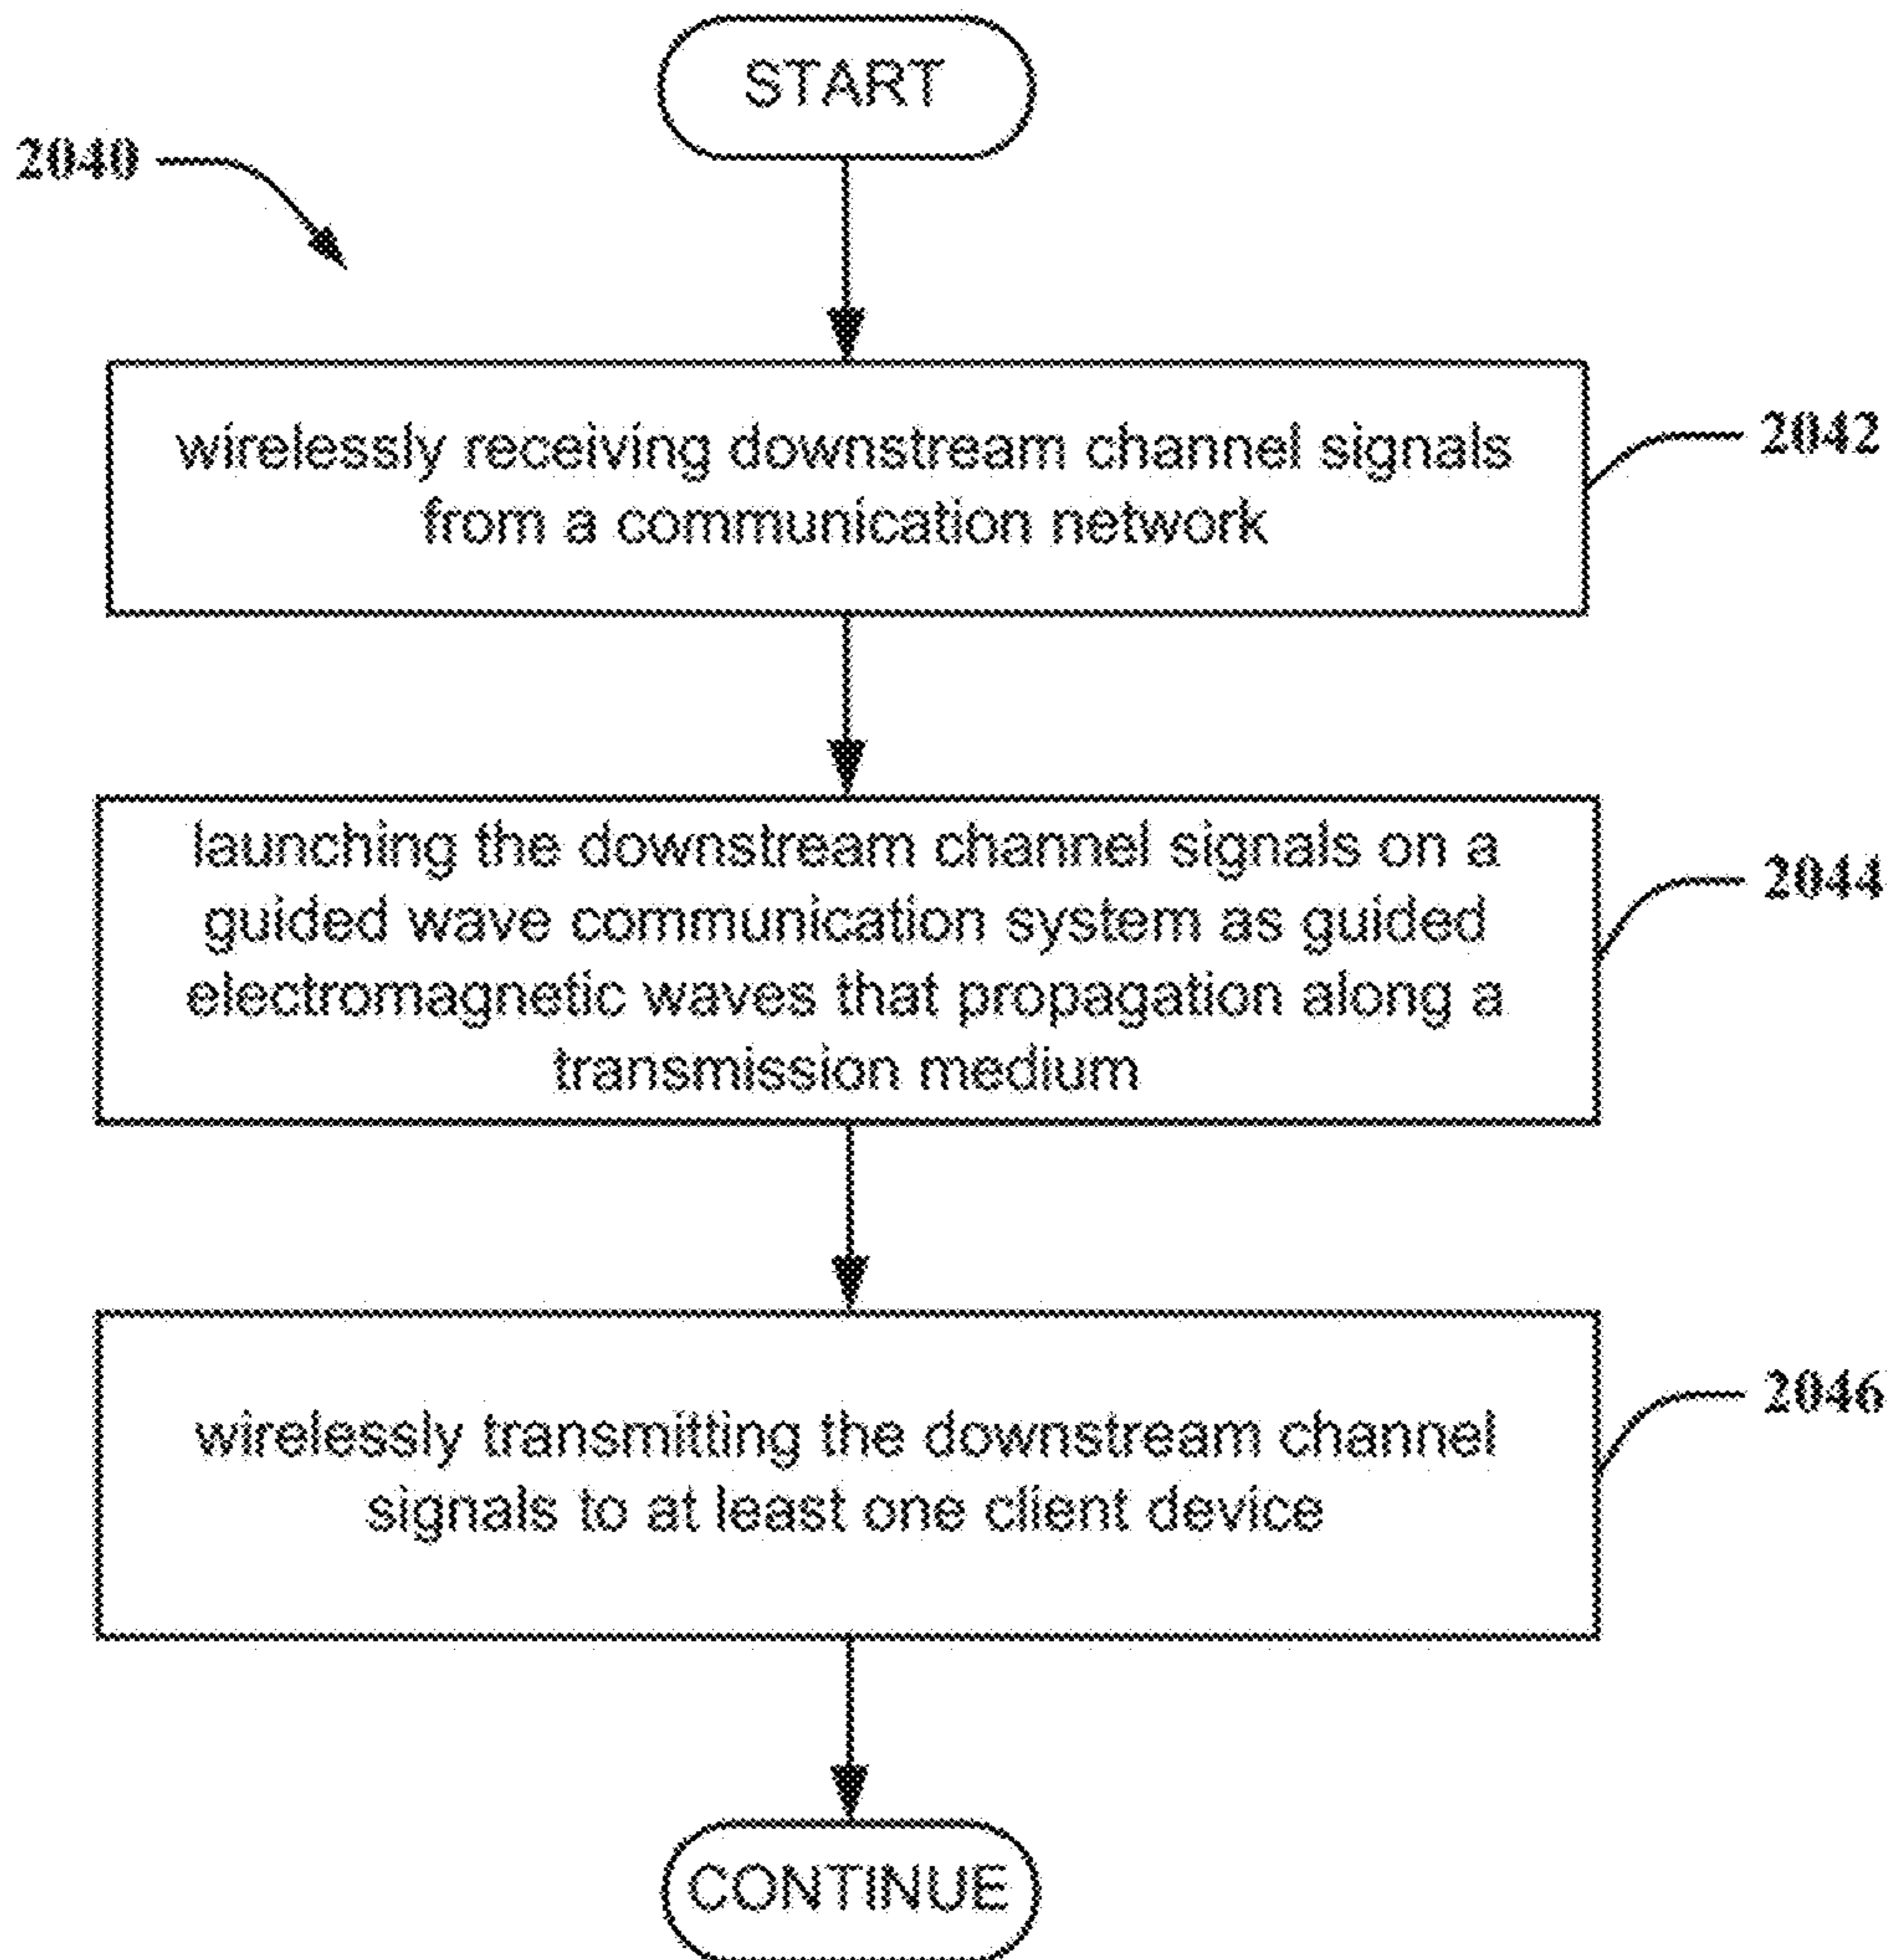 START
2040
wirelessly receiving downstream channel signals
from a communication network
2042
launching the downstream channel signals on a
guided wave communication system as guided
electromagnetic waves that propagation along a
transmission medium
2044
wirelessly transmitting the downstream channel
signals to at least one client device
2046
CONTINUE